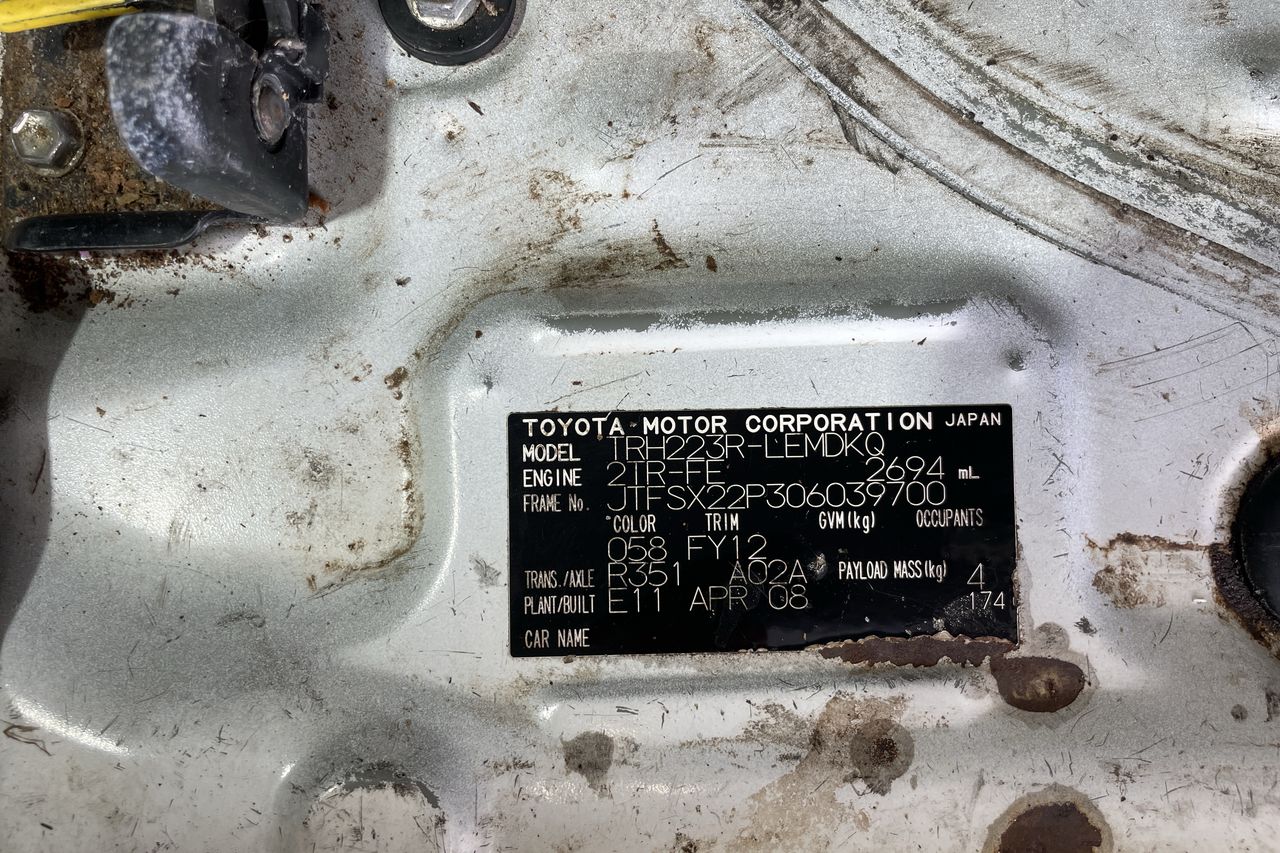 TOYOTA MOTOR CORPORATION JAPAN
MODEL TRH223R-LEMDKQ
ENGINE 2TR-FE 2694 mL
FRAME No. JTFSX22P306039700
COLOR TRIM GVM(kg) OCCUPANTS
058 FY12
TRANS./AXLE R351 A02A PAYLOAD MASS(kg) 4
PLANT/BUILT E11 APR 08 174
CAR NAME